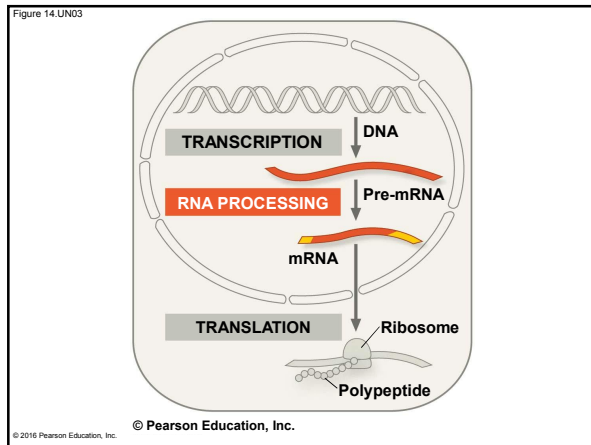 Figure 14.UN03
DNA
TRANSCRIPTION
Pre-mRNA
RNA PROCESSING
mRNA
TRANSLATION
Ribosome
Polypeptide
© Pearson Education, Inc.
© 2016 Pearson Education, Inc.